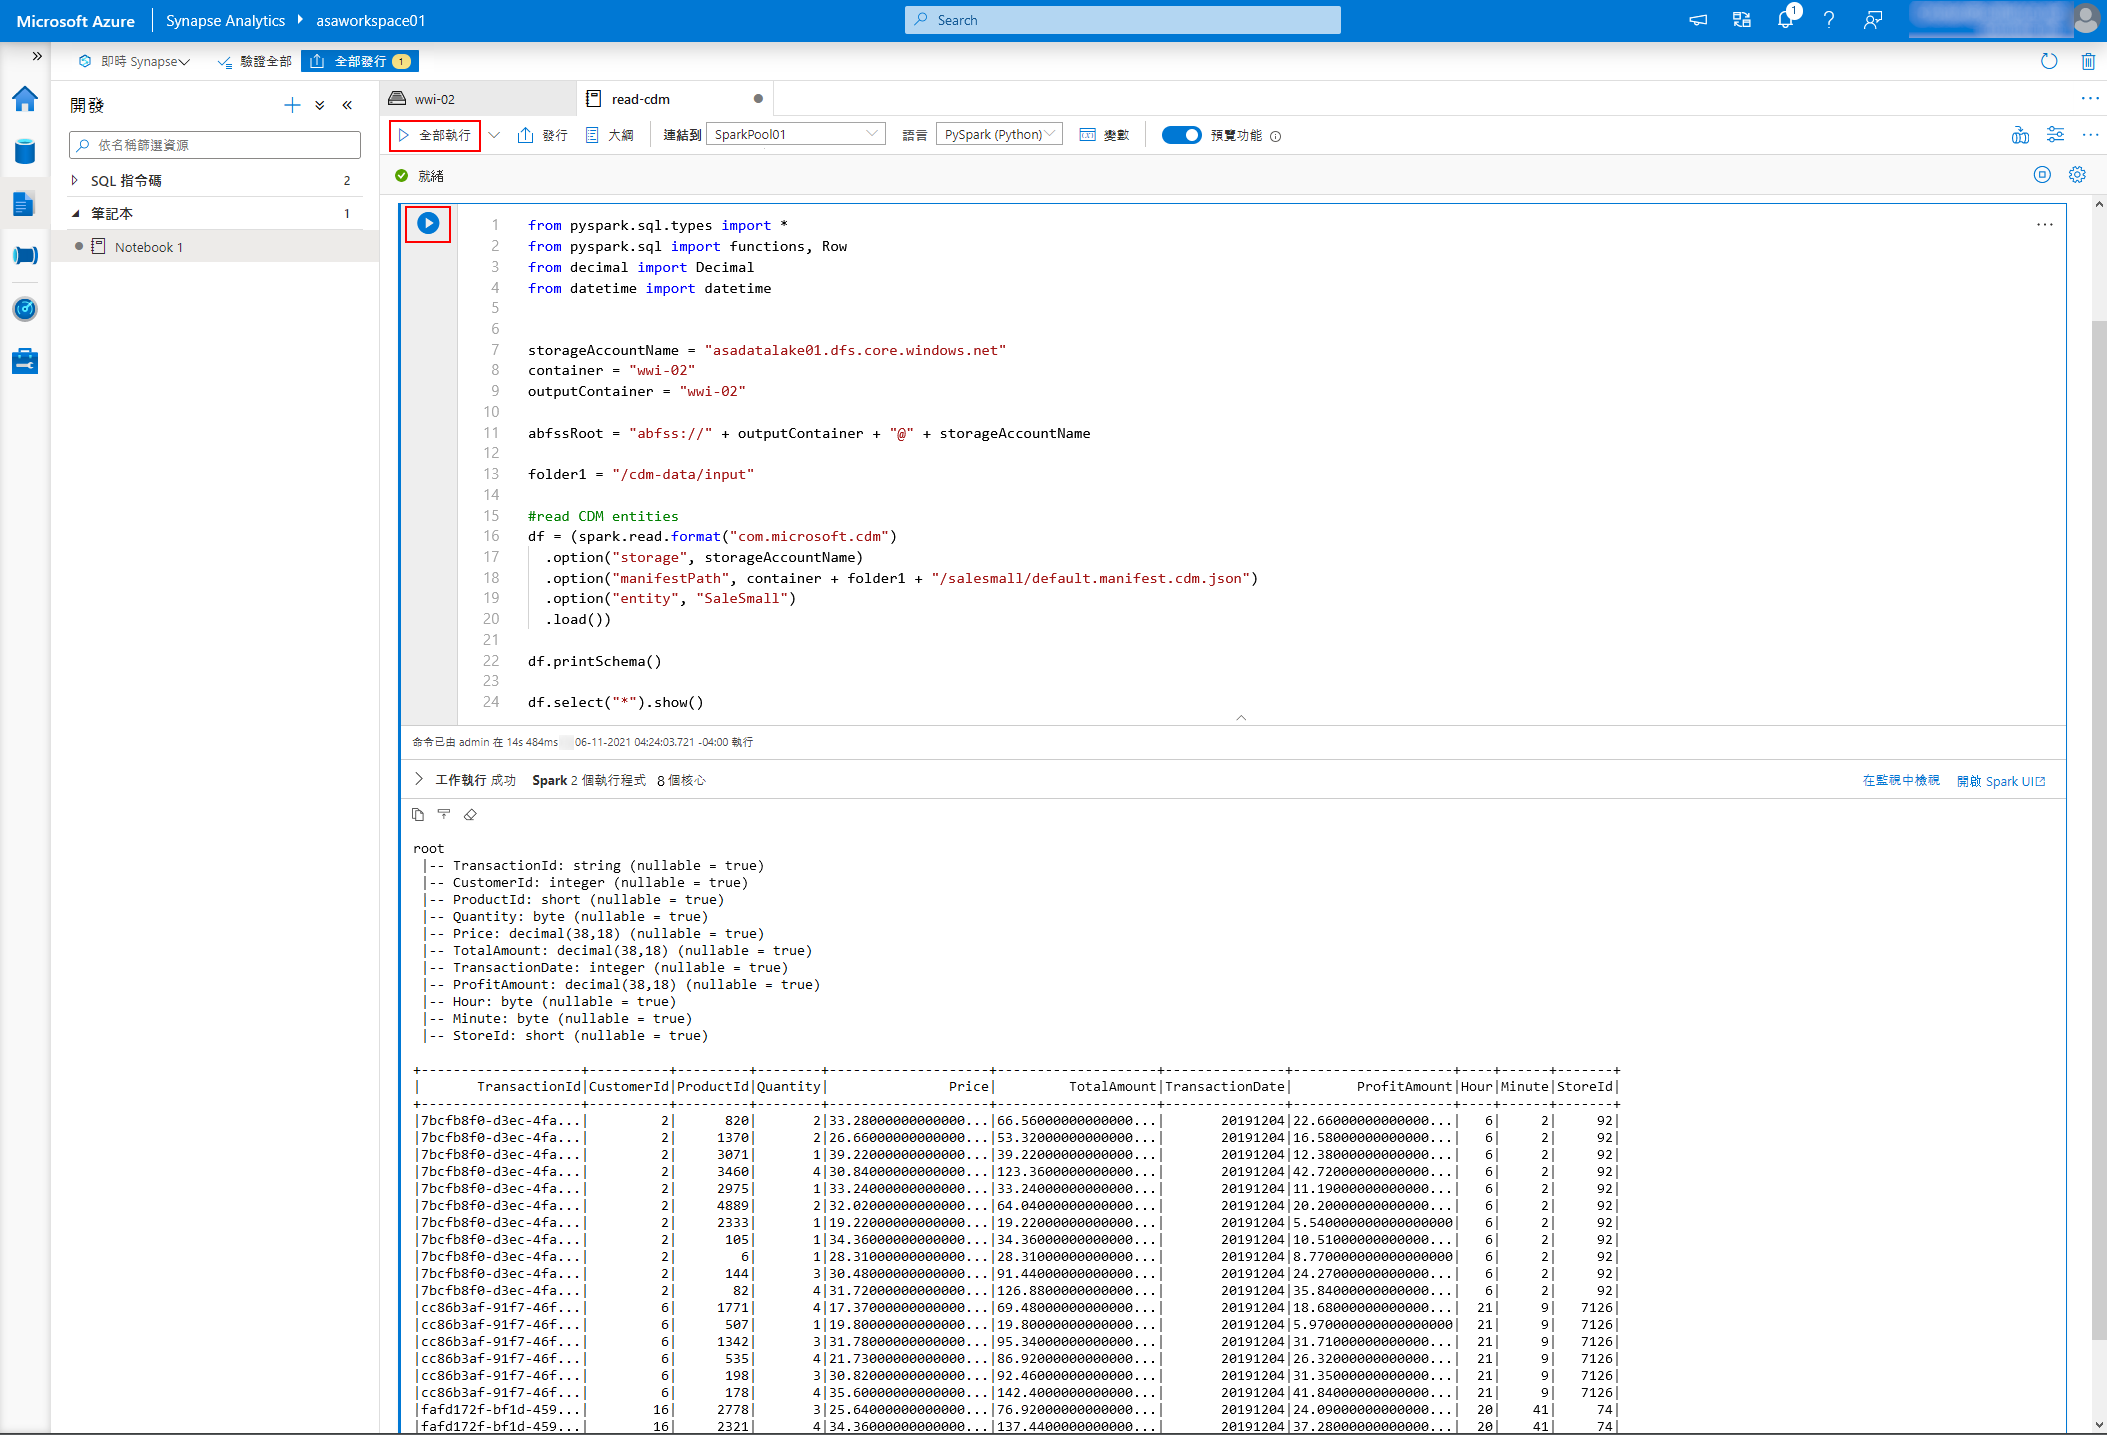 Microsoft Azure Synapse Analytics asaworkspace01 Search 1
即時 Synapse 驗證全部 全部發行 1
開發
依名稱篩選資源
SQL 指令碼 2
筆記本 1
Notebook 1
wwi-02 read-cdm
全部執行 發行 大綱 連結到 SparkPool01 語言 PySpark (Python) 變數 預覽功能
就緒
1 from pyspark.sql.types import *
2 from pyspark.sql import functions, Row
3 from decimal import Decimal
4 from datetime import datetime
5
6
7 storageAccountName = "asadatalake01.dfs.core.windows.net"
8 container = "wwi-02"
9 outputContainer = "wwi-02"
10
11 abfssRoot = "abfss://" + outputContainer + "@" + storageAccountName
12
13 folder1 = "/cdm-data/input"
14
15 #read CDM entities
16 df = (spark.read.format("com.microsoft.cdm")
17 .option("storage", storageAccountName)
18 .option("manifestPath", container + folder1 + "/salesmall/default.manifest.cdm.json")
19 .option("entity", "SaleSmall")
20 .load())
21
22 df.printSchema()
23
24 df.select("*").show()
命令已由 admin 在 14s 484ms 06-11-2021 04:24:03.721 -04:00 執行
工作執行 成功 Spark 2 個執行程式 8 個核心 在監視中檢視 開啟 Spark UI
root
|-- TransactionId: string (nullable = true)
|-- CustomerId: integer (nullable = true)
|-- ProductId: short (nullable = true)
|-- Quantity: byte (nullable = true)
|-- Price: decimal(38,18) (nullable = true)
|-- TotalAmount: decimal(38,18) (nullable = true)
|-- TransactionDate: integer (nullable = true)
|-- ProfitAmount: decimal(38,18) (nullable = true)
|-- Hour: byte (nullable = true)
|-- Minute: byte (nullable = true)
|-- StoreId: short (nullable = true)
+--------------------+----------+---------+--------+--------------------+--------------------+---------------+--------------------+----+------+-------+
| TransactionId|CustomerId|ProductId|Quantity| Price| TotalAmount|TransactionDate| ProfitAmount|Hour|Minute|StoreId|
+--------------------+----------+---------+--------+--------------------+--------------------+---------------+--------------------+----+------+-------+
|7bcfb8f0-d3ec-4fa...| 2| 820| 2|33.28000000000000...|66.56000000000000...| 20191204|22.66000000000000...| 6| 2| 92|
|7bcfb8f0-d3ec-4fa...| 2| 1370| 2|26.66000000000000...|53.32000000000000...| 20191204|16.58000000000000...| 6| 2| 92|
|7bcfb8f0-d3ec-4fa...| 2| 3071| 1|39.22000000000000...|39.22000000000000...| 20191204|12.38000000000000...| 6| 2| 92|
|7bcfb8f0-d3ec-4fa...| 2| 3460| 4|30.84000000000000...|123.3600000000000...| 20191204|42.72000000000000...| 6| 2| 92|
|7bcfb8f0-d3ec-4fa...| 2| 2975| 1|33.24000000000000...|33.24000000000000...| 20191204|11.19000000000000...| 6| 2| 92|
|7bcfb8f0-d3ec-4fa...| 2| 4889| 2|32.02000000000000...|64.04000000000000...| 20191204|20.20000000000000...| 6| 2| 92|
|7bcfb8f0-d3ec-4fa...| 2| 2333| 1|19.22000000000000...|19.22000000000000...| 20191204|5.540000000000000000| 6| 2| 92|
|7bcfb8f0-d3ec-4fa...| 2| 105| 1|34.36000000000000...|34.36000000000000...| 20191204|10.51000000000000...| 6| 2| 92|
|7bcfb8f0-d3ec-4fa...| 2| 6| 1|28.31000000000000...|28.31000000000000...| 20191204|8.770000000000000000| 6| 2| 92|
|7bcfb8f0-d3ec-4fa...| 2| 144| 3|30.48000000000000...|91.44000000000000...| 20191204|24.27000000000000...| 6| 2| 92|
|7bcfb8f0-d3ec-4fa...| 2| 82| 4|31.72000000000000...|126.8800000000000...| 20191204|35.84000000000000...| 6| 2| 92|
|cc86b3af-91f7-46f...| 6| 1771| 4|17.37000000000000...|69.48000000000000...| 20191204|18.68000000000000...| 21| 9| 7126|
|cc86b3af-91f7-46f...| 6| 507| 1|19.80000000000000...|19.80000000000000...| 20191204|5.970000000000000000| 21| 9| 7126|
|cc86b3af-91f7-46f...| 6| 1342| 3|31.78000000000000...|95.34000000000000...| 20191204|31.71000000000000...| 21| 9| 7126|
|cc86b3af-91f7-46f...| 6| 535| 4|21.73000000000000...|86.92000000000000...| 20191204|26.32000000000000...| 21| 9| 7126|
|cc86b3af-91f7-46f...| 6| 198| 3|30.82000000000000...|92.46000000000000...| 20191204|31.35000000000000...| 21| 9| 7126|
|cc86b3af-91f7-46f...| 6| 178| 4|35.60000000000000...|142.4000000000000...| 20191204|41.84000000000000...| 21| 9| 7126|
|fafd172f-bf1d-459...| 16| 2778| 3|25.64000000000000...|76.92000000000000...| 20191204|24.09000000000000...| 20| 41| 74|
|fafd172f-bf1d-459...| 16| 2321| 4|34.36000000000000...|137.4400000000000...| 20191204|37.28000000000000...| 20| 41| 74|